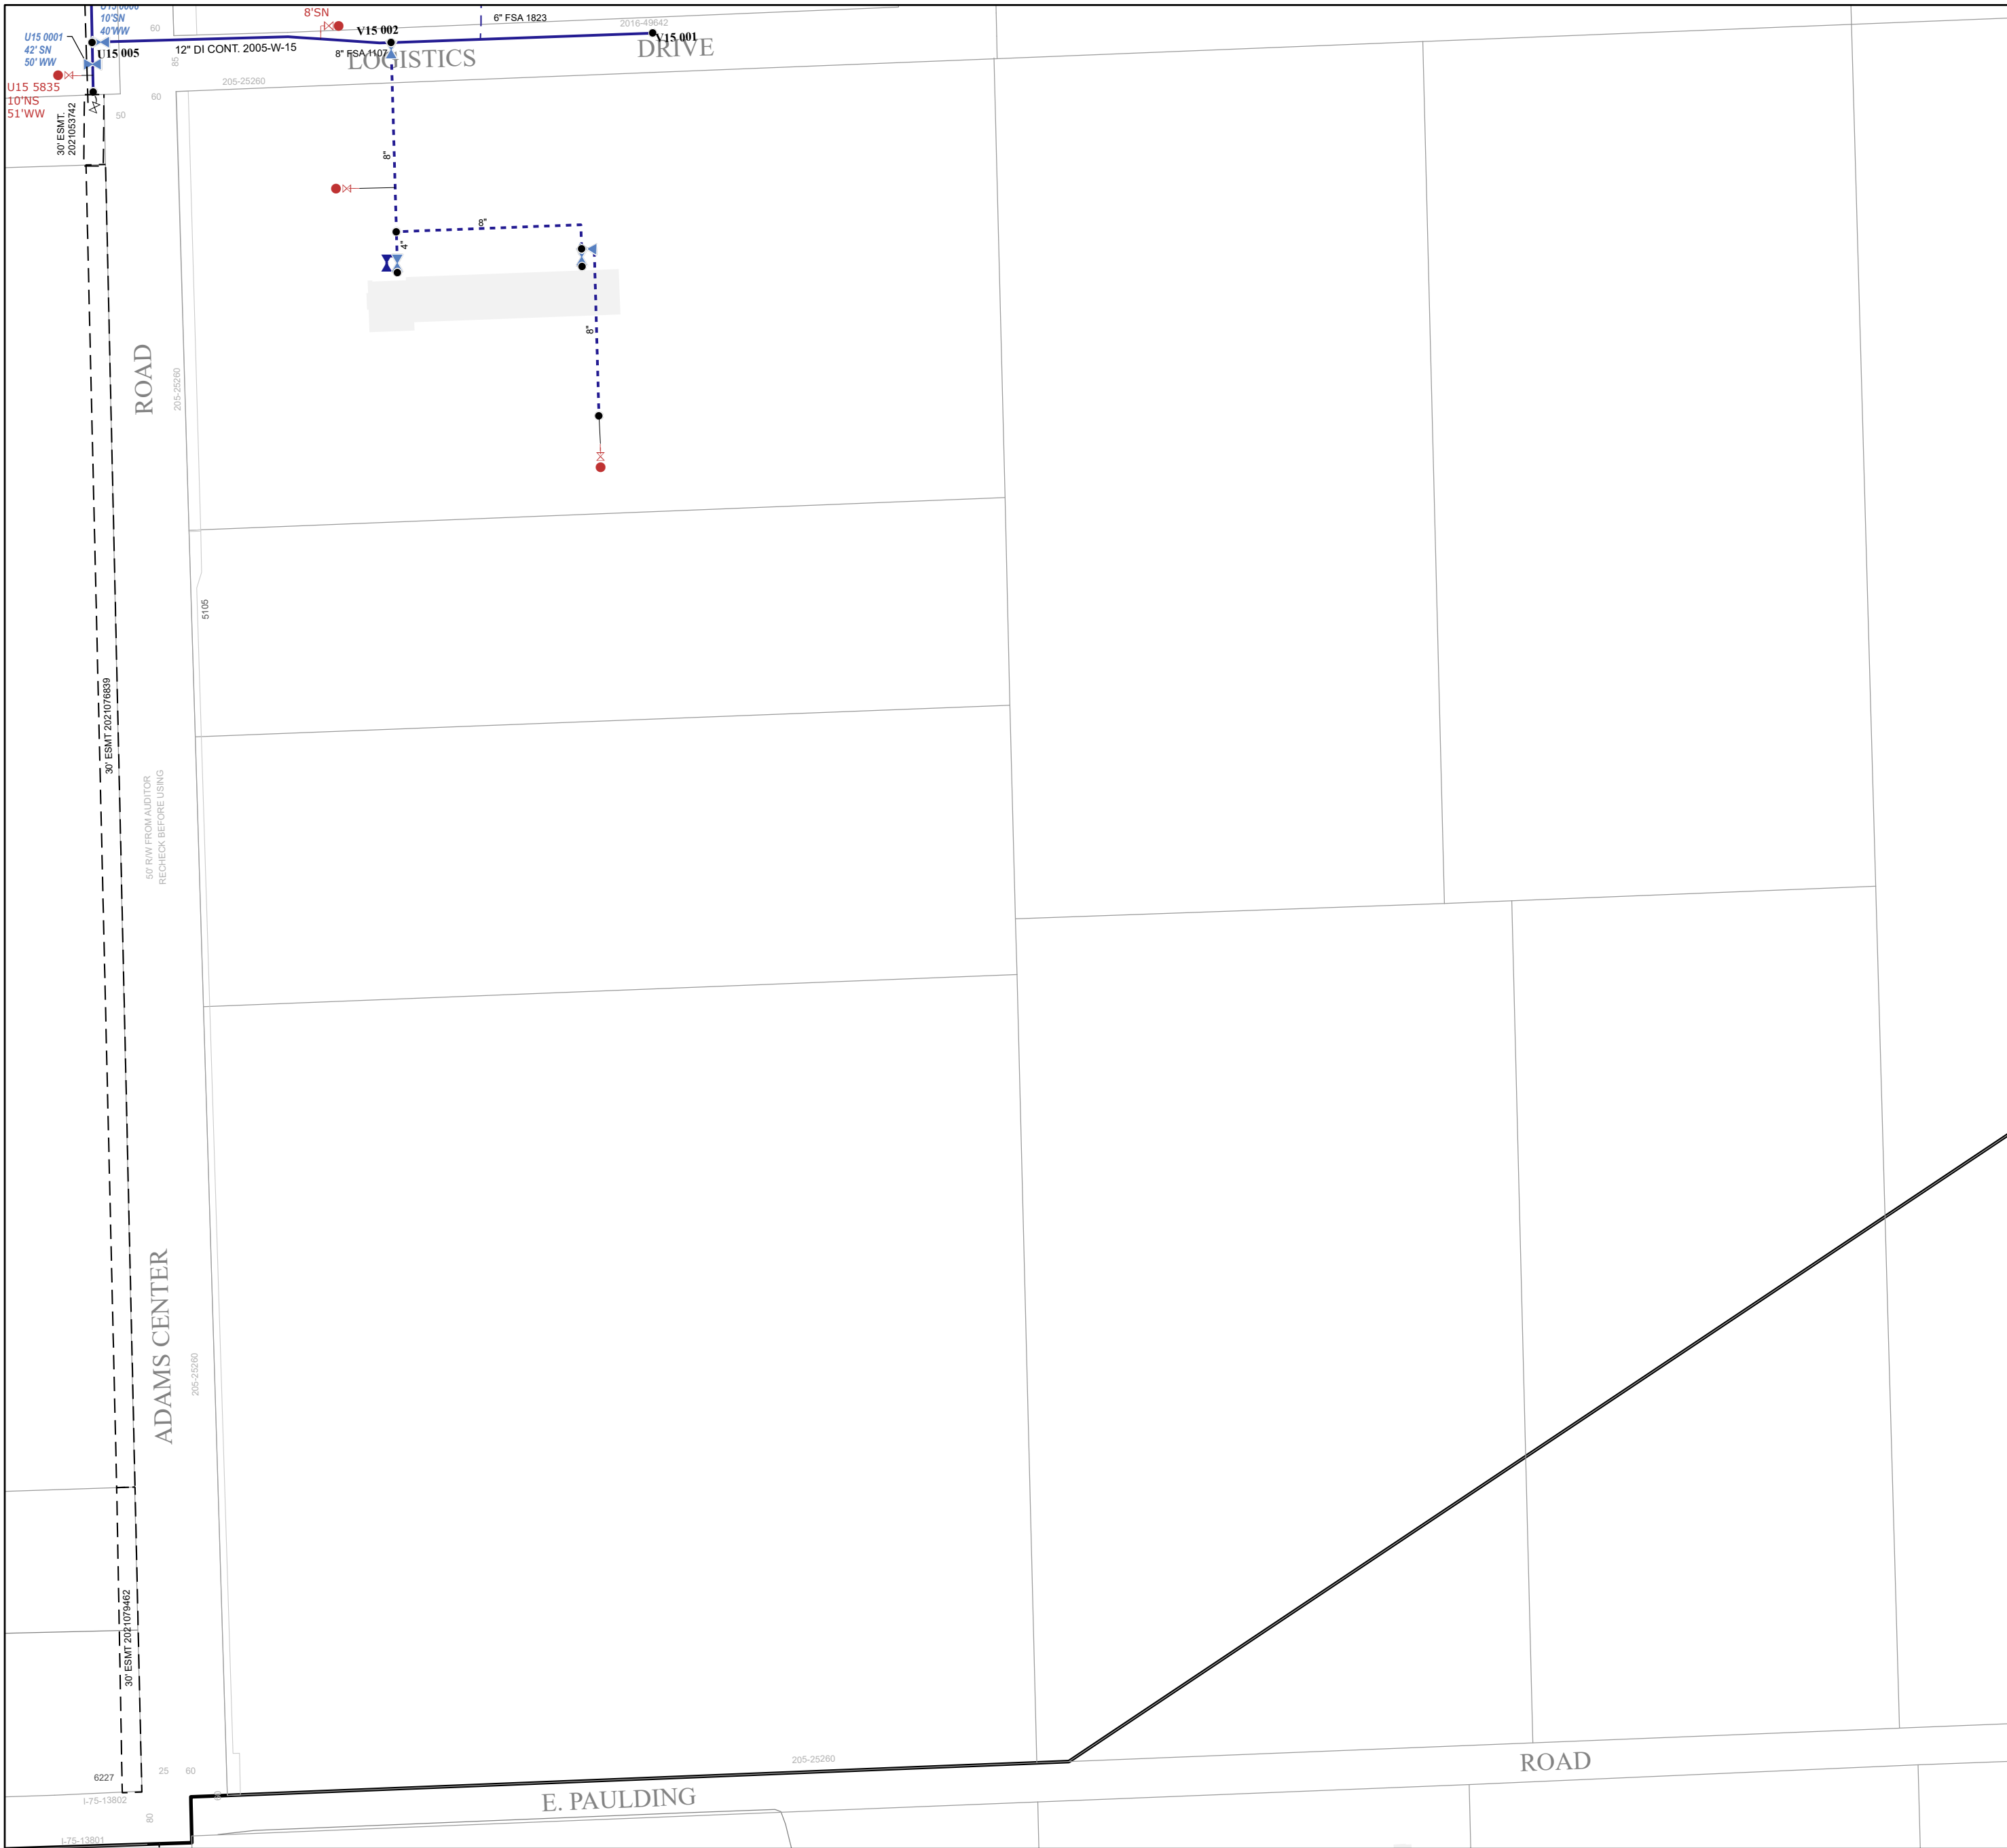 10'SN
40'WW
U15 0001
42' SN
50' WW
U15 005
U15 5835
10'NS
51'WW
60
8'SN
V15 002
6" FSA 1823
2016-49642
V15 001
12" DI CONT. 2005-W-15
8" FSA 1107
LOGISTICS
DRIVE
85
205-25260
60
50
30' ESMT.
2021053742
8"
8"
4"
8"
ROAD
205-25260
5105
30' ESMT 2021076839
50' R/W FROM AUDITOR
RECHECK BEFORE USING
ADAMS CENTER
205-25260
30' ESMT 2021079462
25
60
6227
I-75-13802
80
I-75-13801
205-25260
E. PAULDING
ROAD